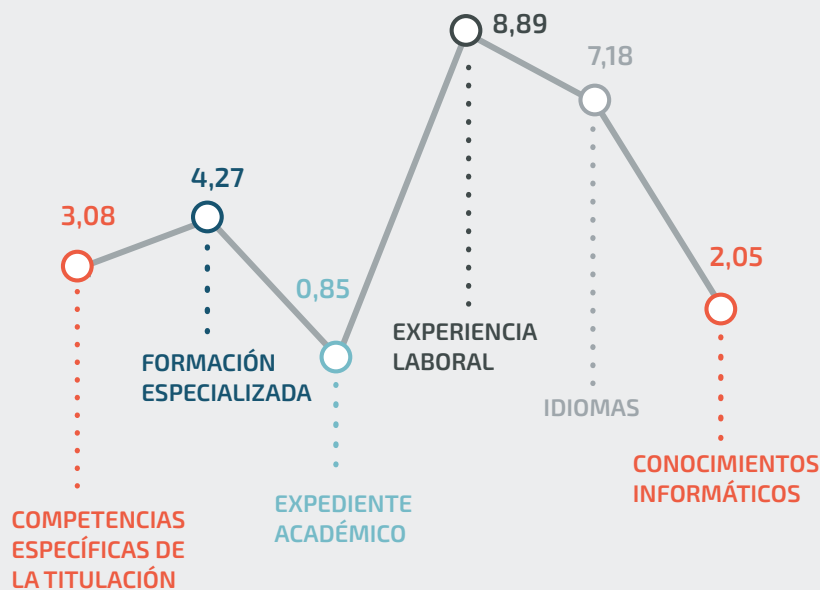 3,08
4,27
0,85
8,89
7,18
2,05
COMPETENCIAS
ESPECÍFICAS DE
LA TITULACIÓN
FORMACIÓN
ESPECIALIZADA
EXPEDIENTE
ACADÉMICO
EXPERIENCIA
LABORAL
IDIOMAS
CONOCIMIENTOS
INFORMÁTICOS